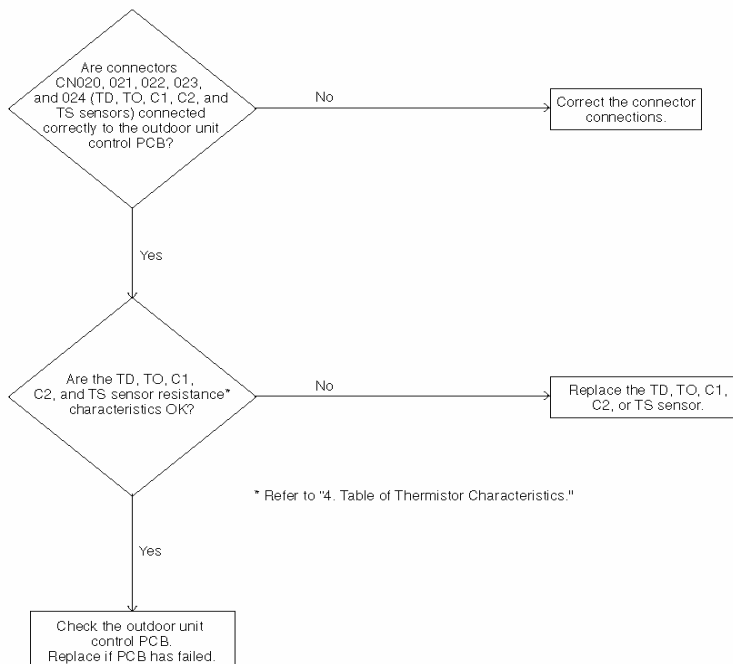 Are connectors
CN020, 021, 022, 023,
and 024 (TD, TO, C1, C2, and
TS sensors) connected
correctly to the outdoor unit
control PCB?
No
Correct the connector
connections.
Yes
Are the TD, TO, C1,
C2, and TS sensor resistance*
characteristics OK?
No
Replace the TD, TO, C1,
C2, or TS sensor.
* Refer to "4. Table of Thermistor Characteristics."
Yes
Check the outdoor unit
control PCB.
Replace if PCB has failed.